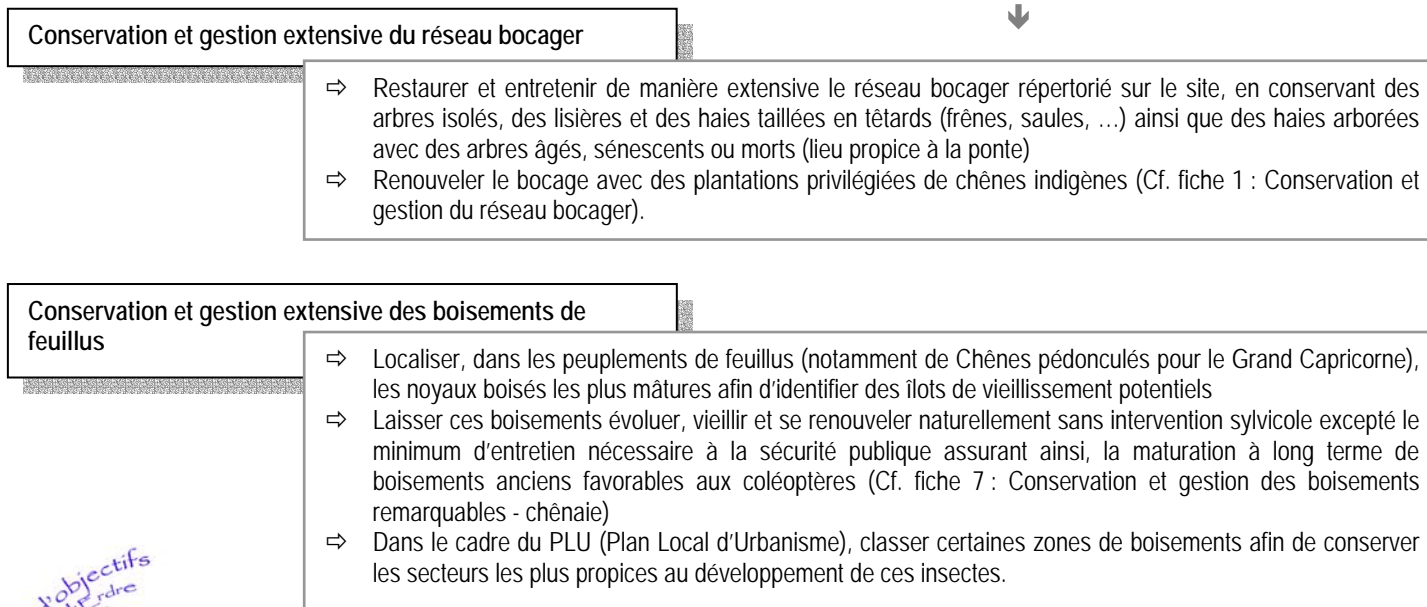 Conservation et gestion extensive du réseau bocager
⇨ Restaurer et entretenir de manière extensive le réseau bocager répertorié sur le site, en conservant des
arbres isolés, des lisières et des haies taillées en têtards (frênes, saules, …) ainsi que des haies arborées
avec des arbres âgés, sénescents ou morts (lieu propice à la ponte)
⇨ Renouveler le bocage avec des plantations privilégiées de chênes indigènes (Cf. fiche 1 : Conservation et
gestion du réseau bocager).
Conservation et gestion extensive des boisements de
feuillus
⇨ Localiser, dans les peuplements de feuillus (notamment de Chênes pédonculés pour le Grand Capricorne),
les noyaux boisés les plus mâtures afin d’identifier des îlots de vieillissement potentiels
⇨ Laisser ces boisements évoluer, vieillir et se renouveler naturellement sans intervention sylvicole excepté le
minimum d’entretien nécessaire à la sécurité publique assurant ainsi, la maturation à long terme de
boisements anciens favorables aux coléoptères (Cf. fiche 7 : Conservation et gestion des boisements
remarquables - chênaie)
⇨ Dans le cadre du PLU (Plan Local d’Urbanisme), classer certaines zones de boisements afin de conserver
les secteurs les plus propices au développement de ces insectes.
d'objectifs
Erdre